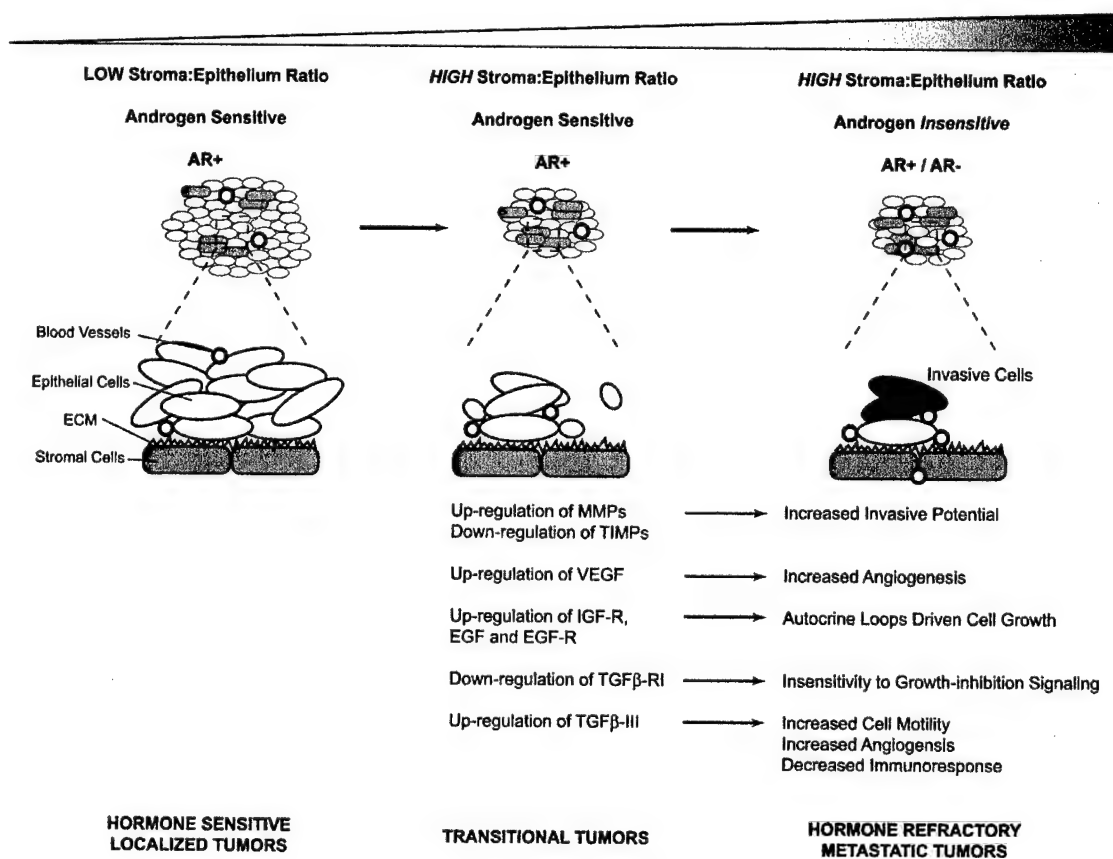 LOW Stroma:Epithelium Ratio
Androgen Sensitive
AR+
HIGH Stroma:Epithelium Ratio
Androgen Sensitive
AR+
HIGH Stroma:Epithelium Ratio
Androgen Insensitive
AR+ / AR-
Blood Vessels
Epithelial Cells
ECM
Stromal Cells
Invasive Cells
Up-regulation of MMPs
Down-regulation of TIMPs
Increased Invasive Potential
Up-regulation of VEGF
Increased Angiogenesis
Up-regulation of IGF-R,
EGF and EGF-R
Autocrine Loops Driven Cell Growth
Down-regulation of TGFβ-RI
Insensitivity to Growth-inhibition Signaling
Up-regulation of TGFβ-III
Increased Cell Motility
Increased Angiogensis
Decreased Immunoresponse
HORMONE SENSITIVE
LOCALIZED TUMORS
TRANSITIONAL TUMORS
HORMONE REFRACTORY
METASTATIC TUMORS